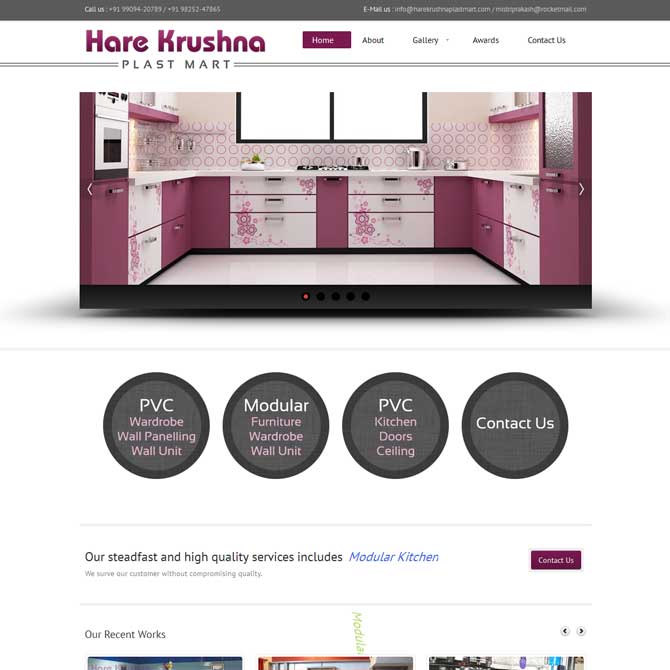 Call us : +91 99094-20789 / +91 98252-47865
E-Mail us : info@harekrushnaplastmart.com / mistriprakash@rocketmail.com
Hare Krushna
PLAST MART
Home
About
Gallery
Awards
Contact Us
PVC
Wardrobe
Wall Panelling
Wall Unit
Modular
Furniture
Wardrobe
Wall Unit
PVC
Kitchen
Doors
Ceiling
Contact Us
Our steadfast and high quality services includes Modular Kitchen
We surve our customer without compromising quality.
Contact Us
Our Recent Works
Modular
Hare Krushna